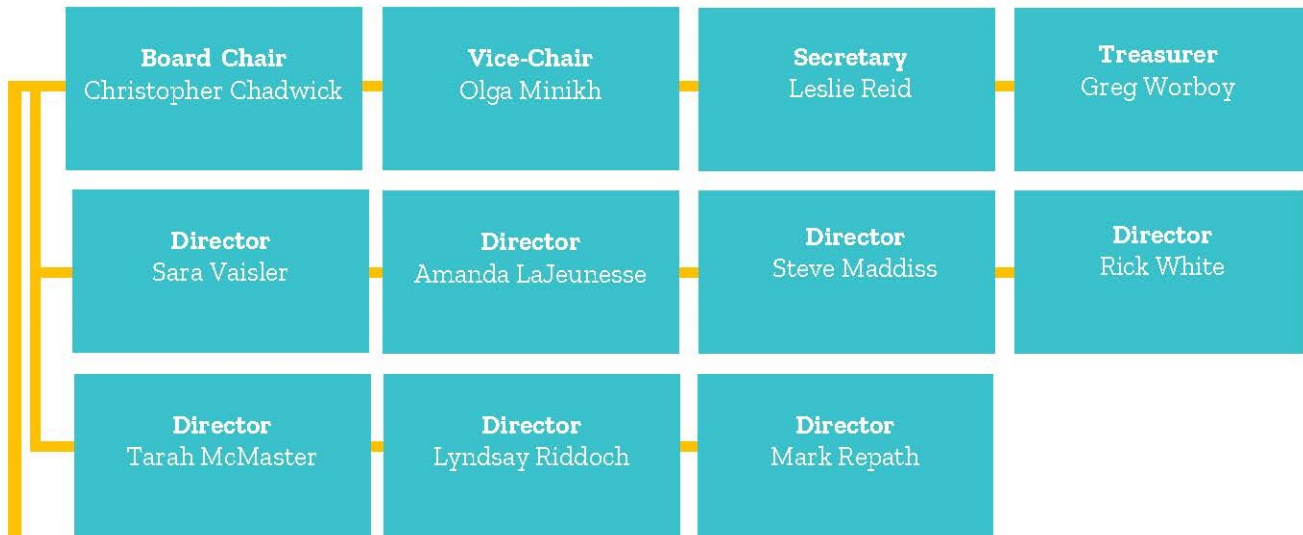 Board Chair
Christopher Chadwick
Vice-Chair
Olga Minikh
Secretary
Leslie Reid
Treasurer
Greg Worboy
Director
Sara Vaisler
Director
Amanda LaJeunesse
Director
Steve Maddiss
Director
Rick White
Director
Tarah McMaster
Director
Lyndsay Riddoch
Director
Mark Repath